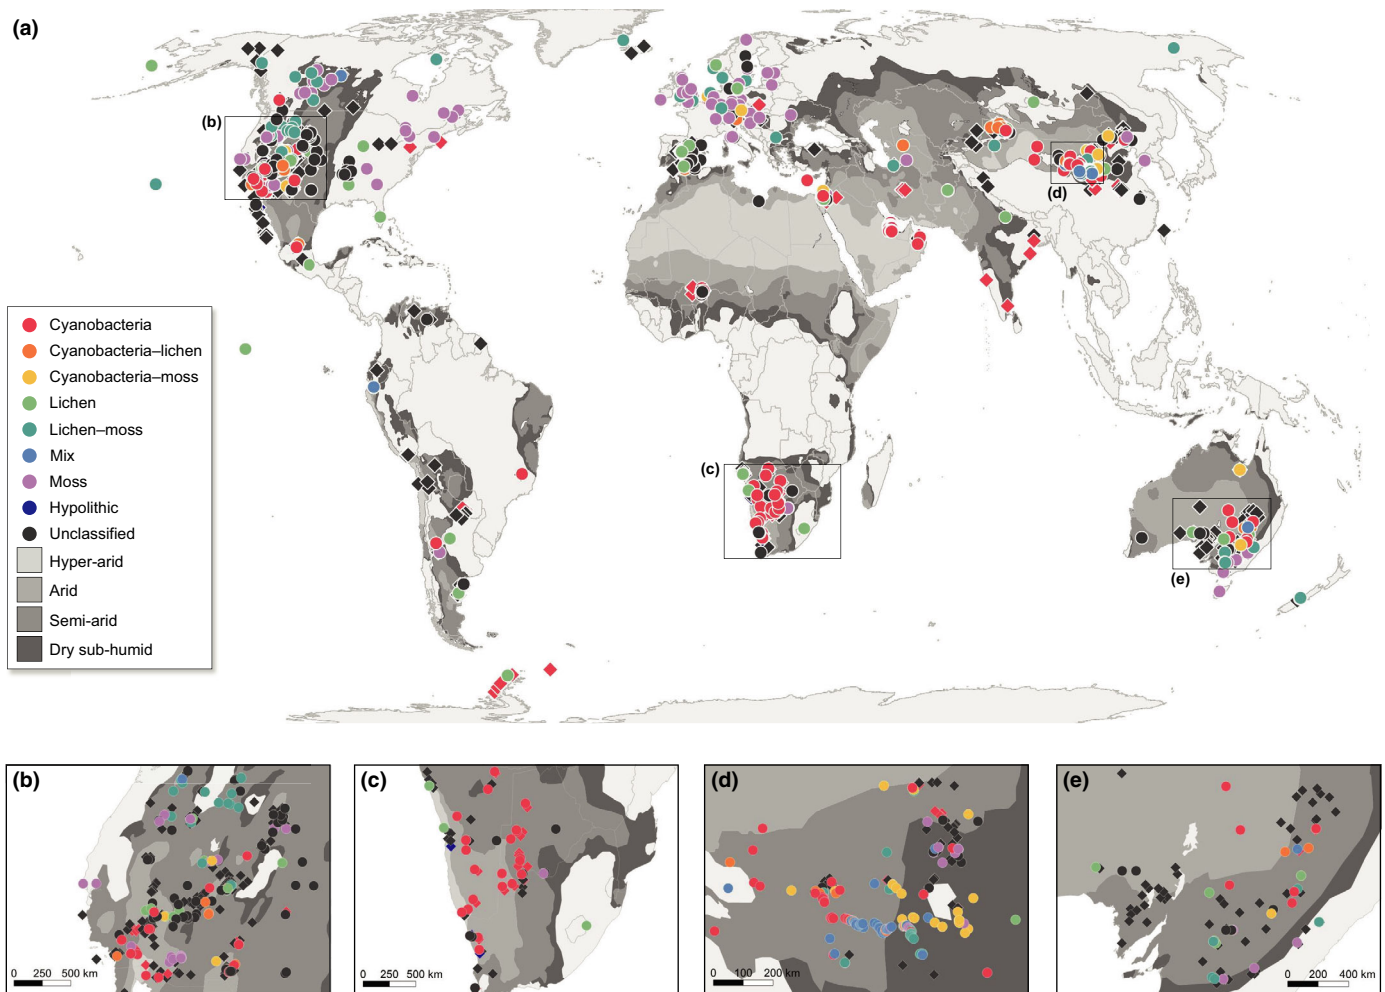 (a)
(b)
(d)
(c)
(e)
Cyanobacteria
Cyanobacteria–lichen
Cyanobacteria–moss
Lichen
Lichen–moss
Mix
Moss
Hypolithic
Unclassified
Hyper-arid
Arid
Semi-arid
Dry sub-humid
(b)
0 250 500 km
(c)
0 250 500 km
(d)
0 100 200 km
(e)
0 200 400 km